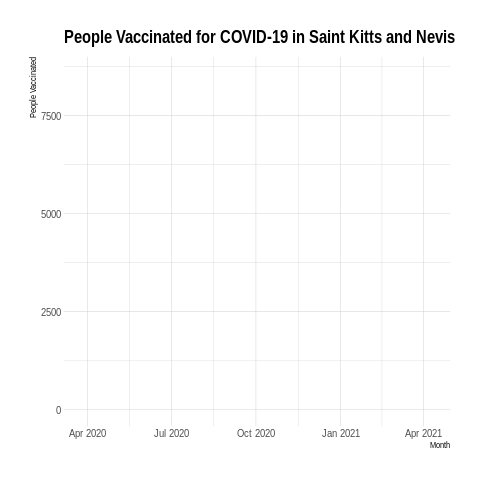 People Vaccinated for COVID-19 in Saint Kitts and Nevis
People Vaccinated
7500
5000
2500
0
Apr 2020 Jul 2020 Oct 2020 Jan 2021 Apr 2021
Month